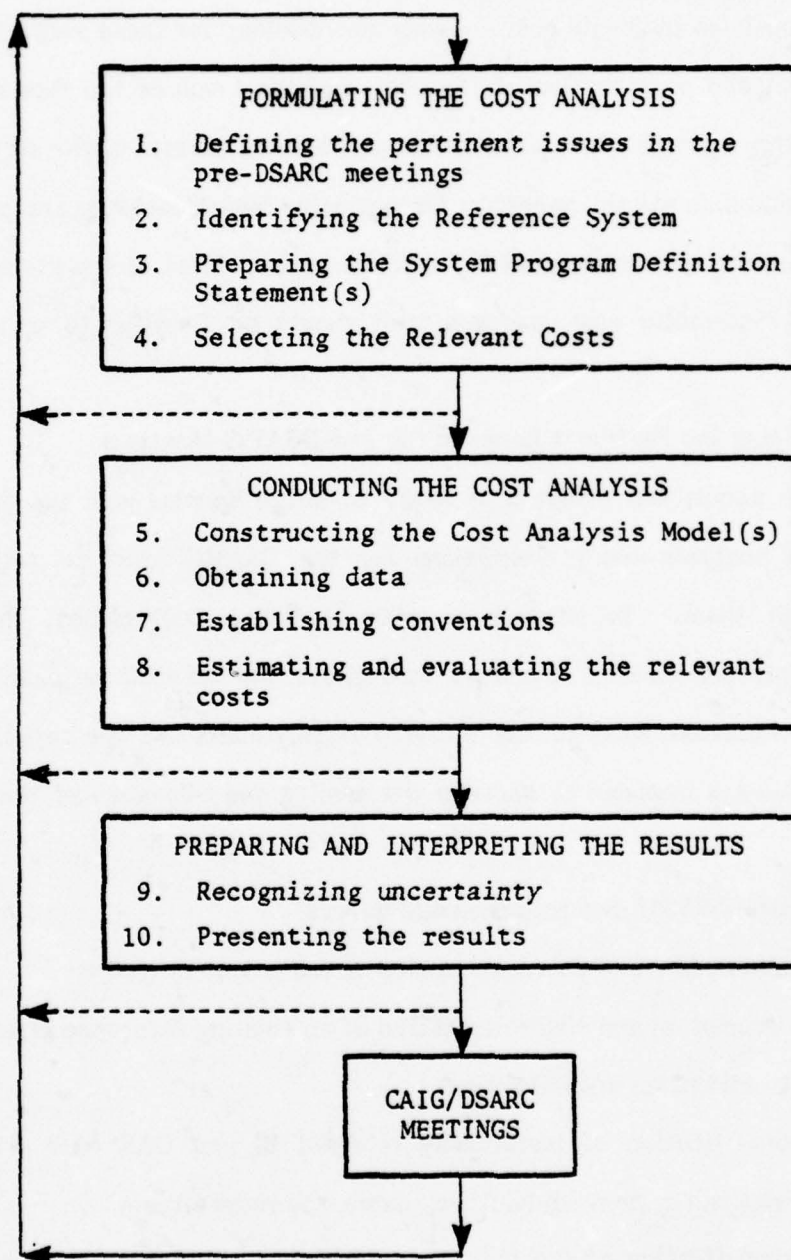 FORMULATING THE COST ANALYSIS
1. Defining the pertinent issues in the
pre-DSARC meetings
2. Identifying the Reference System
3. Preparing the System Program Definition
Statement(s)
4. Selecting the Relevant Costs
CONDUCTING THE COST ANALYSIS
5. Constructing the Cost Analysis Model(s)
6. Obtaining data
7. Establishing conventions
8. Estimating and evaluating the relevant
costs
PREPARING AND INTERPRETING THE RESULTS
9. Recognizing uncertainty
10. Presenting the results
CAIG/DSARC
MEETINGS